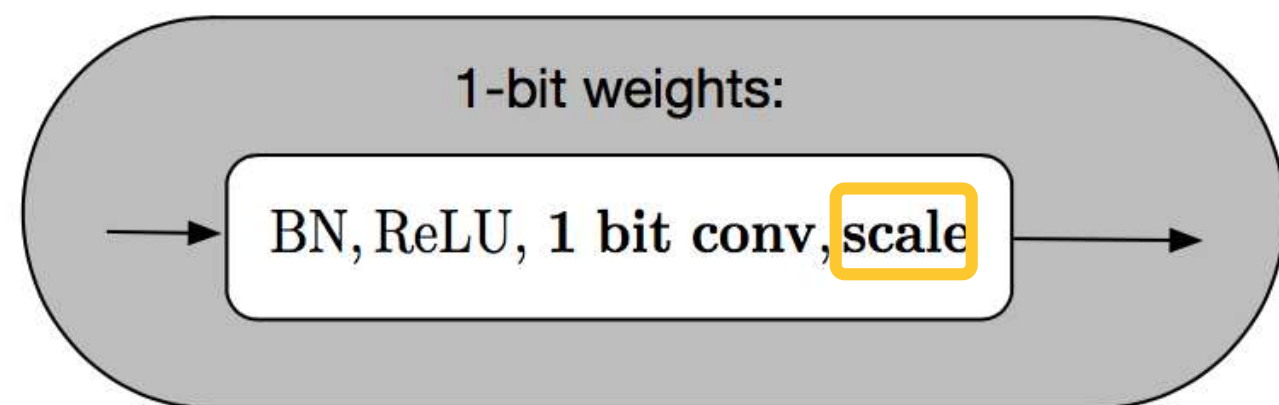 1-bit weights:
BN, ReLU, 1 bit conv, scale